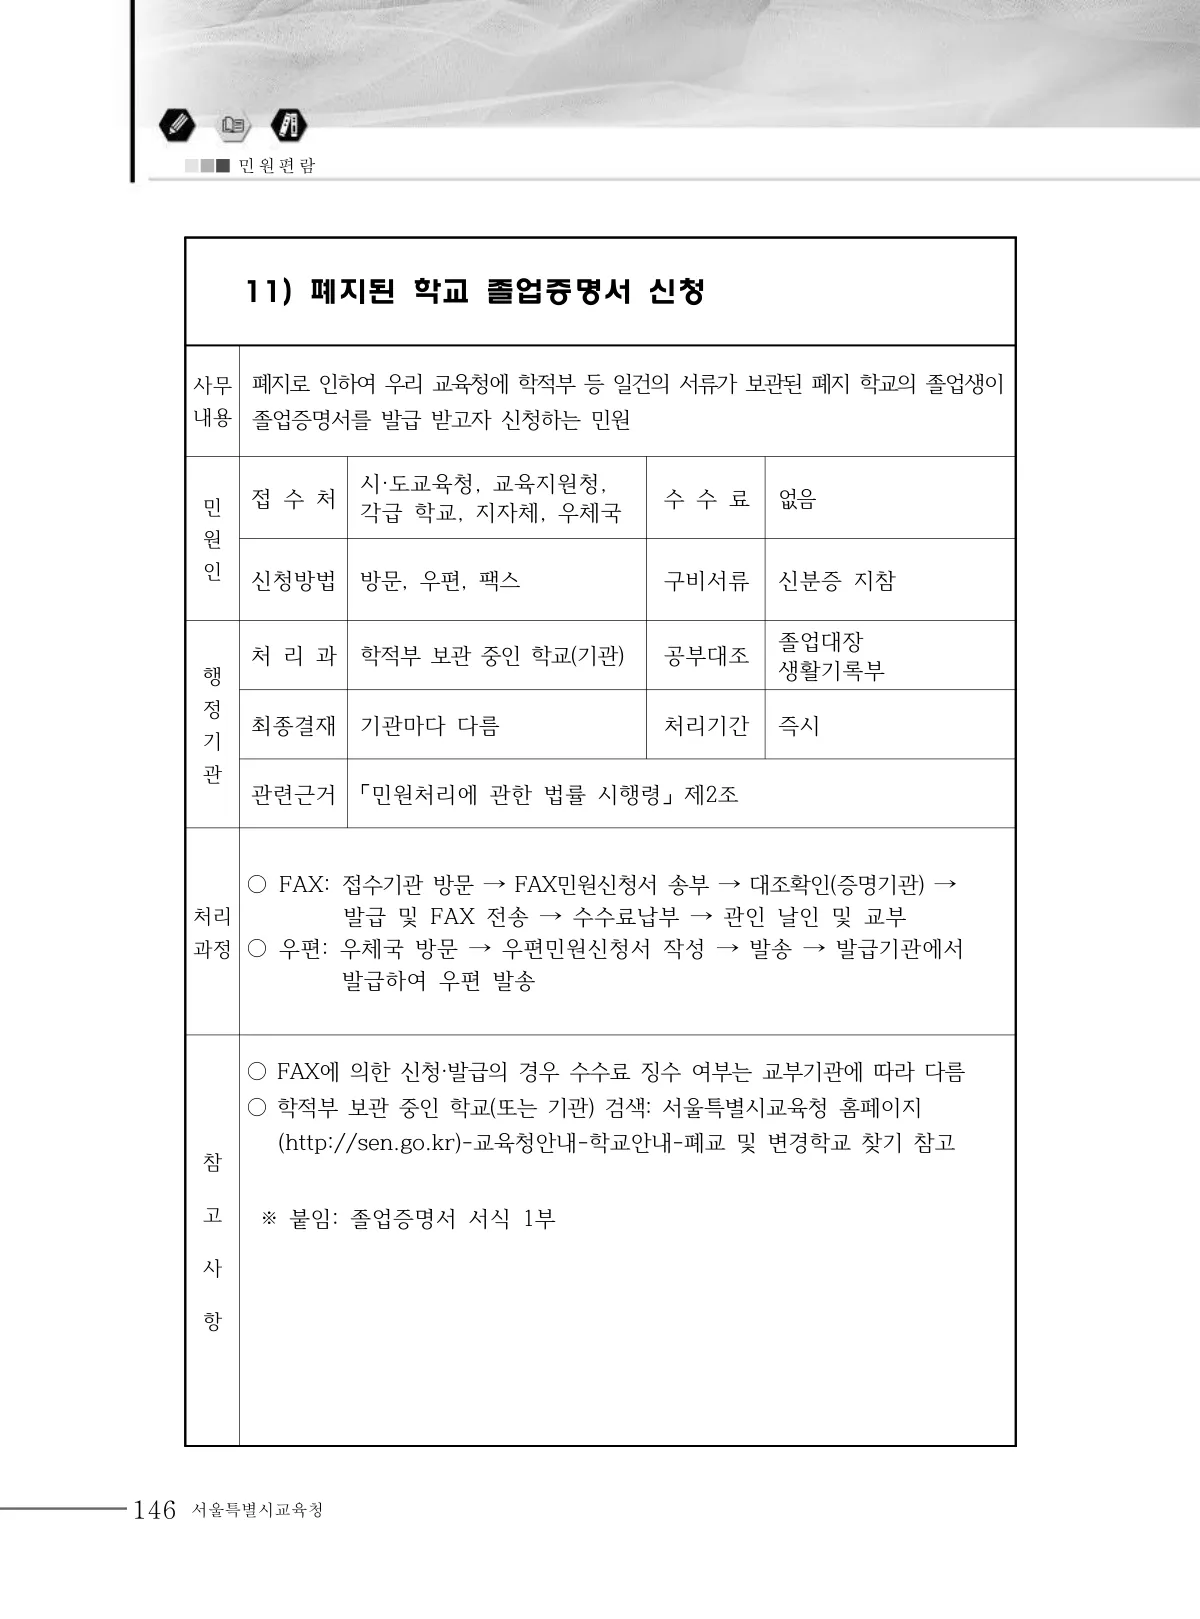 민원편람
11) 폐지된 학교 졸업증명서 신청
사무
내용
폐지로 인하여 우리 교육청에 학적부 등 일건의 서류가 보관된 폐지 학교의 졸업생이
졸업증명서를 발급 받고자 신청하는 민원
민
원
인
접 수 처
시·도교육청, 교육지원청,
각급 학교, 지자체, 우체국
수 수 료
없음
신청방법
방문, 우편, 팩스
구비서류
신분증 지참
행
정
기
관
처 리 과
학적부 보관 중인 학교(기관)
공부대조
졸업대장
생활기록부
최종결재
기관마다 다름
처리기간
즉시
관련근거
「민원처리에 관한 법률 시행령」제2조
처리
과정
○ FAX: 접수기관 방문 → FAX민원신청서 송부 → 대조확인(증명기관) →
발급 및 FAX 전송 → 수수료납부 → 관인 날인 및 교부
○ 우편: 우체국 방문 → 우편민원신청서 작성 → 발송 → 발급기관에서
발급하여 우편 발송
참
고
사
항
○ FAX에 의한 신청·발급의 경우 수수료 징수 여부는 교부기관에 따라 다름
○ 학적부 보관 중인 학교(또는 기관) 검색: 서울특별시교육청 홈페이지
(http://sen.go.kr)-교육청안내-학교안내-폐교 및 변경학교 찾기 참고
※ 붙임: 졸업증명서 서식 1부
146 서울특별시교육청